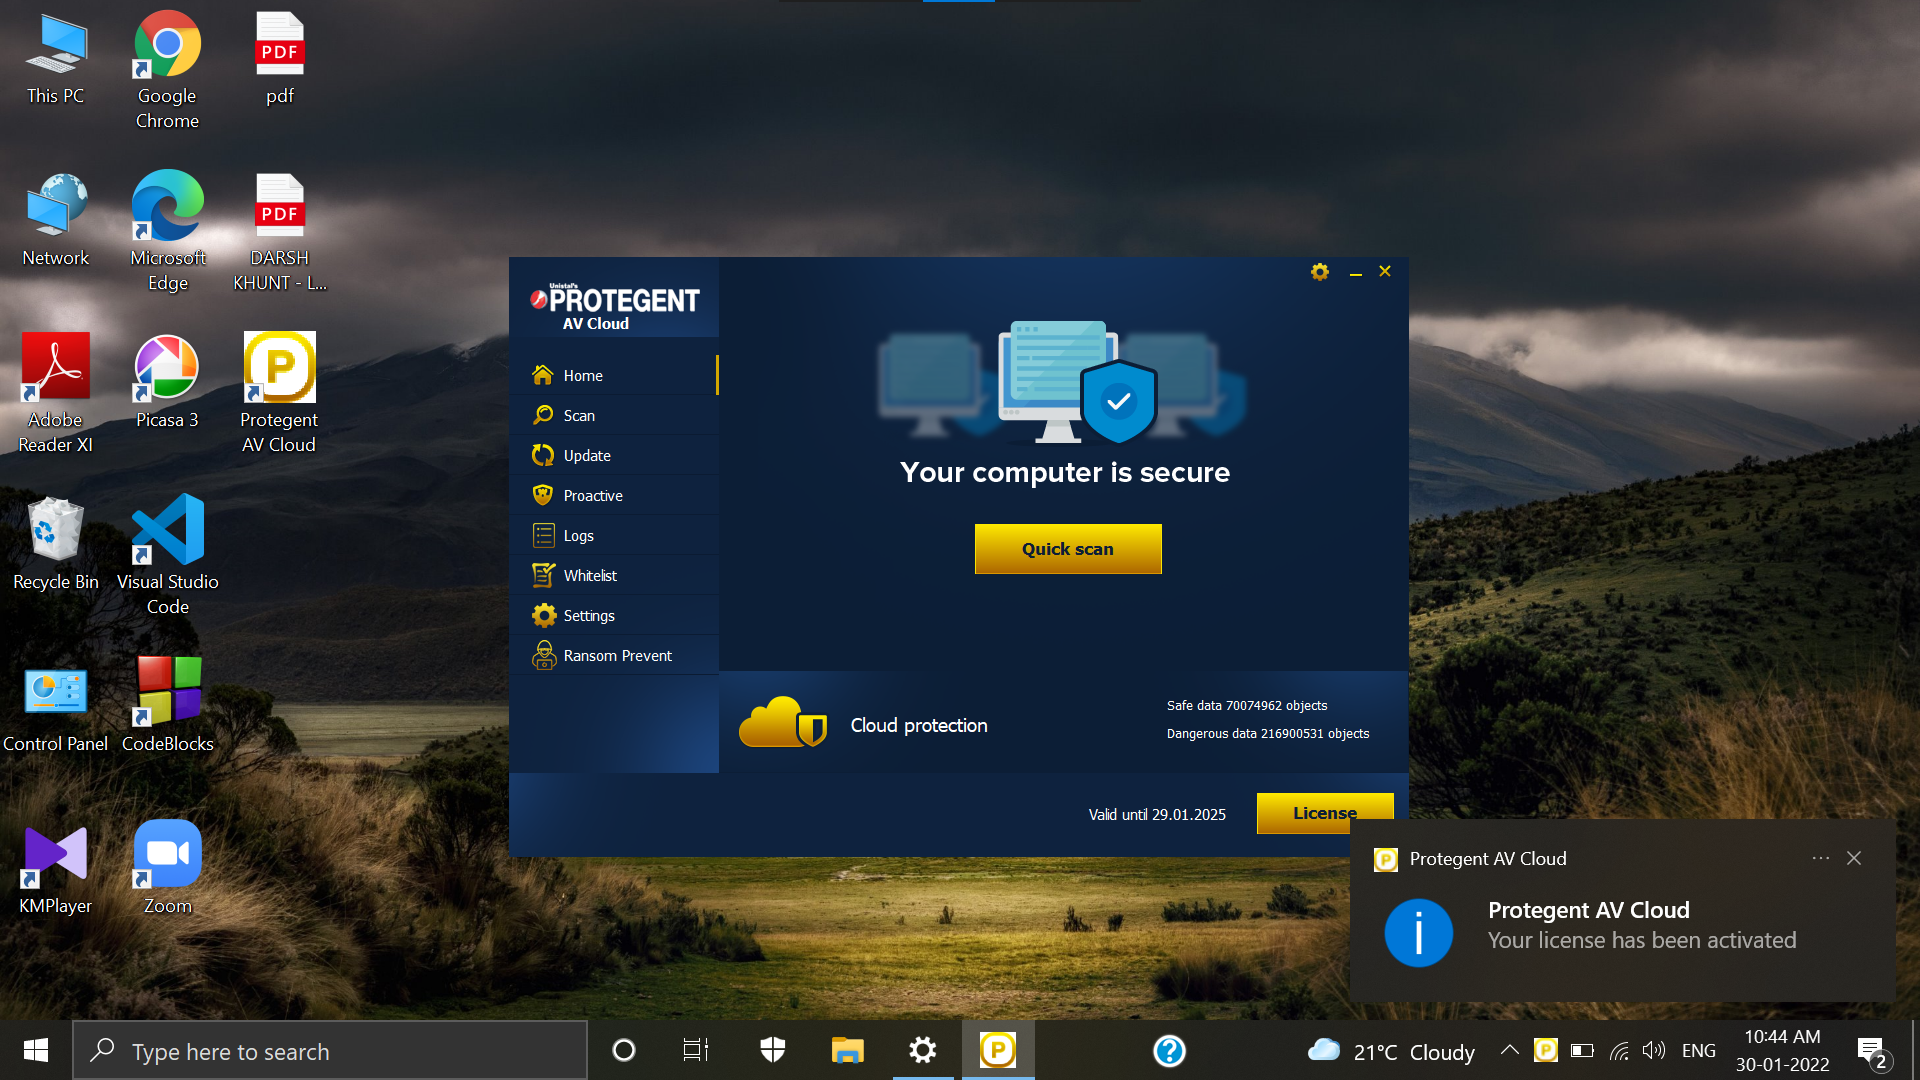 This PC
Google
Chrome
PDF
pdf
Network
Microsoft
Edge
PDF
DARSH
KHUNT - L...
Adobe
Reader XI
Picasa 3
P
Protegent
AV Cloud
Recycle Bin
Visual Studio
Code
Control Panel
CodeBlocks
KMPlayer
Zoom
Unistal's
PROTEGENT
AV Cloud
Home
Scan
Update
Proactive
Logs
Whitelist
Settings
Ransom Prevent
Your computer is secure
Quick scan
Cloud protection
Safe data 70074962 objects
Dangerous data 216900531 objects
Valid until 29.01.2025
License
P
Protegent AV Cloud
Protegent AV Cloud
Your license has been activated
Type here to search
P
21°C Cloudy
P
ENG
10:44 AM
30-01-2022
2